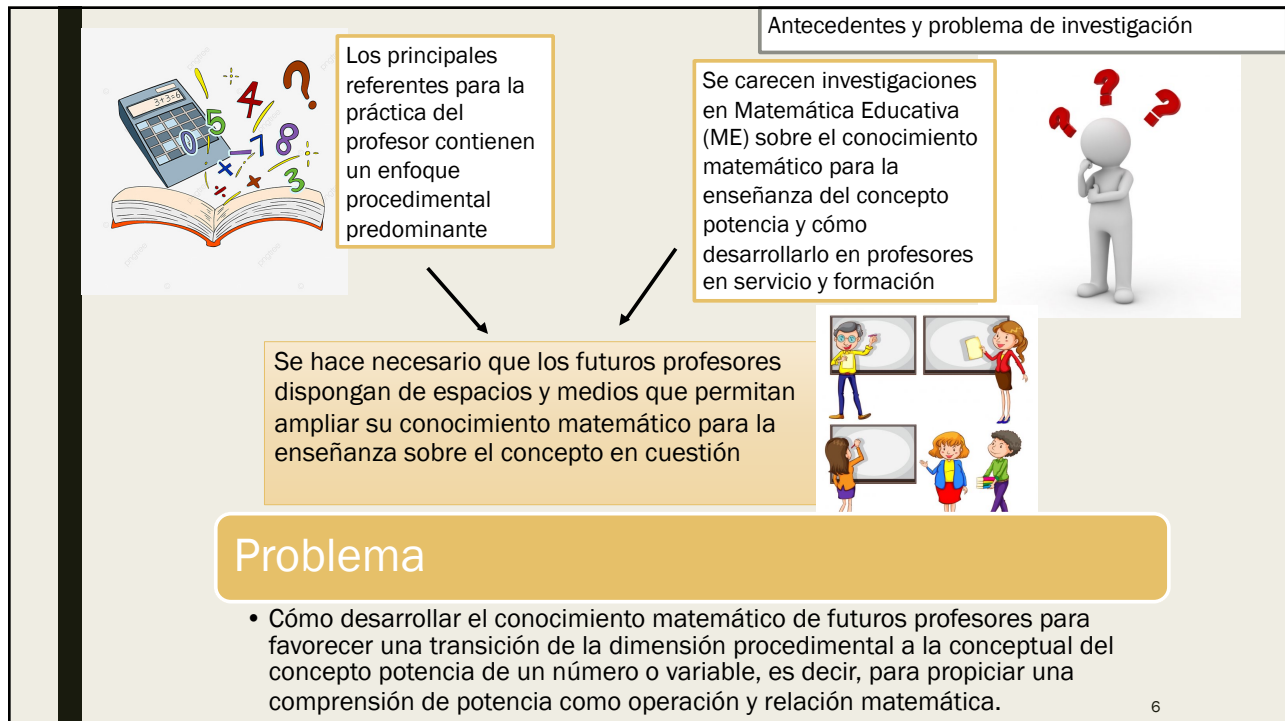 Antecedentes y problema de investigación
Los principales
referentes para la
práctica del
profesor contienen
un enfoque
procedimental
predominante
Se carecen investigaciones
en Matemática Educativa
(ME) sobre el conocimiento
matemático para la
enseñanza del concepto
potencia y cómo
desarrollarlo en profesores
en servicio y formación
3+3=6
Se hace necesario que los futuros profesores
dispongan de espacios y medios que permitan
ampliar su conocimiento matemático para la
enseñanza sobre el concepto en cuestión
Problema
• Cómo desarrollar el conocimiento matemático de futuros profesores para
favorecer una transición de la dimensión procedimental a la conceptual del
concepto potencia de un número o variable, es decir, para propiciar una
comprensión de potencia como operación y relación matemática.
6